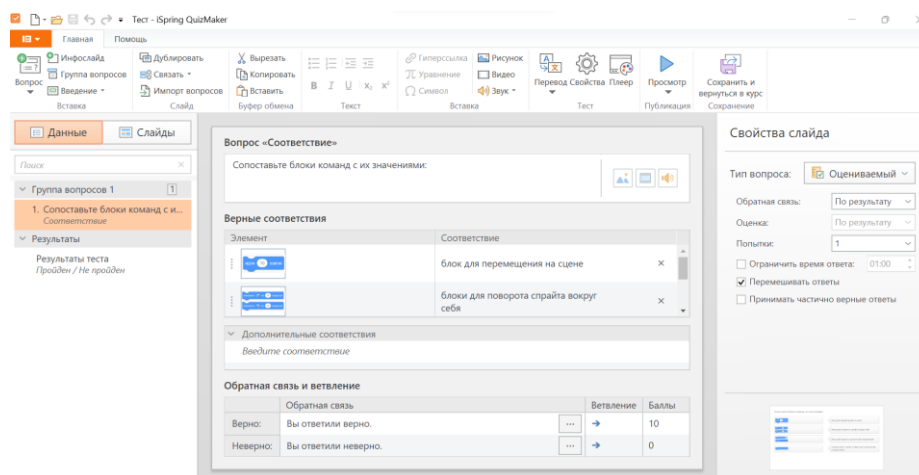 Тест - iSpring QuizMaker
Главная Помощь
Вопрос
Инфослайд
Группа вопросов
Введение
Вставка
Дублировать
Связать
Импорт вопросов
Слайд
Вырезать
Копировать
Вставить
Буфер обмена
B I U X₂ X²
Текст
Гиперссылка
Уравнение
Символ
Рисунок
Видео
Звук
Вставка
Перевод Свойства Плеер
Тест
Просмотр
Публикация
Сохранить и
вернуться в курс
Сохранение
Данные Слайды
Поиск
Группа вопросов 1 1
1. Сопоставьте блоки команд с и...
Соответствие
Результаты
Результаты теста
Пройден / Не пройден
Вопрос «Соответствие»
Сопоставьте блоки команд с их значениями:
Верные соответствия
Элемент Соответствие
блок для перемещения на сцене
блоки для поворота спрайта вокруг
себя
Дополнительные соответствия
Введите соответствие
Обратная связь и ветвление
Обратная связь Ветвление Баллы
Верно: Вы ответили верно. ... 10
Неверно: Вы ответили неверно. ... 0
Свойства слайда
Тип вопроса: Оцениваемый
Обратная связь: По результату
Оценка: По результату
Попытки: 1
Ограничить время ответа: 01:00
Перемешивать ответы
Принимать частично верные ответы